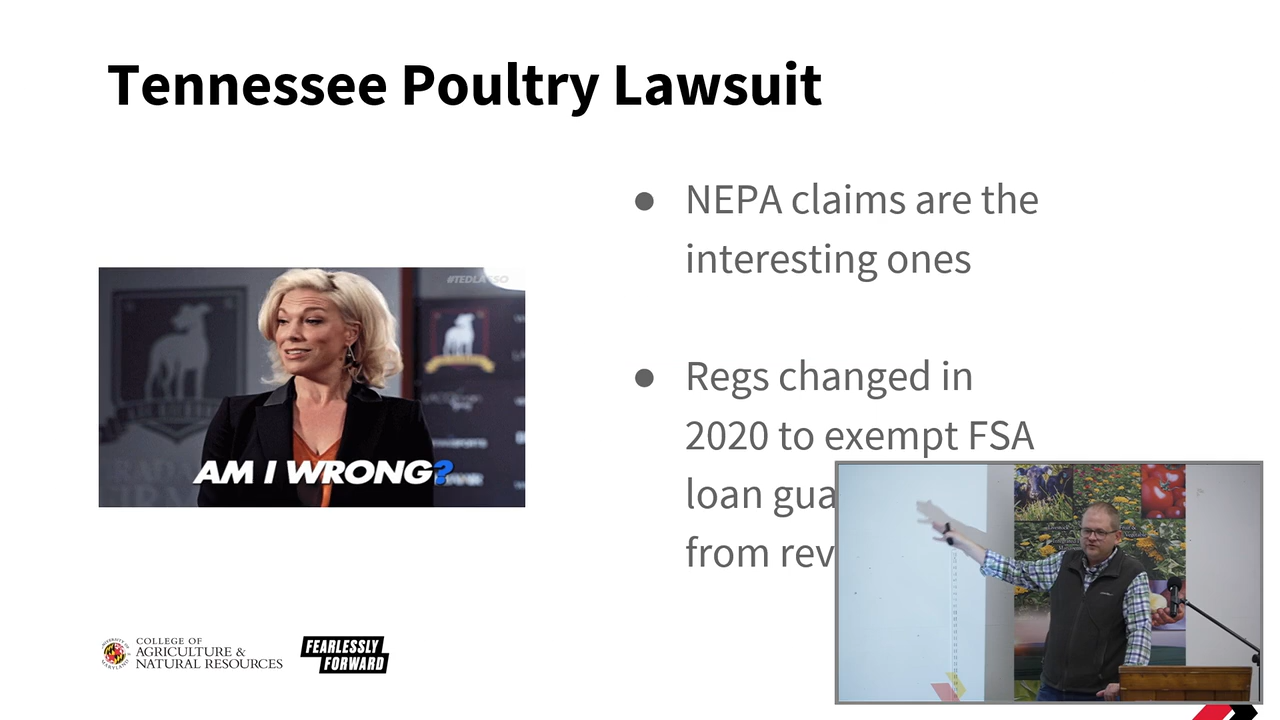 Tennessee Poultry Lawsuit
● NEPA claims are the
interesting ones
● Regs changed in
2020 to exempt FSA
loan gua
from rev
#TEDLASSO
AM I WRONG?
COLLEGE OF
AGRICULTURE &
NATURAL RESOURCES
FEARLESSLY
FORWARD